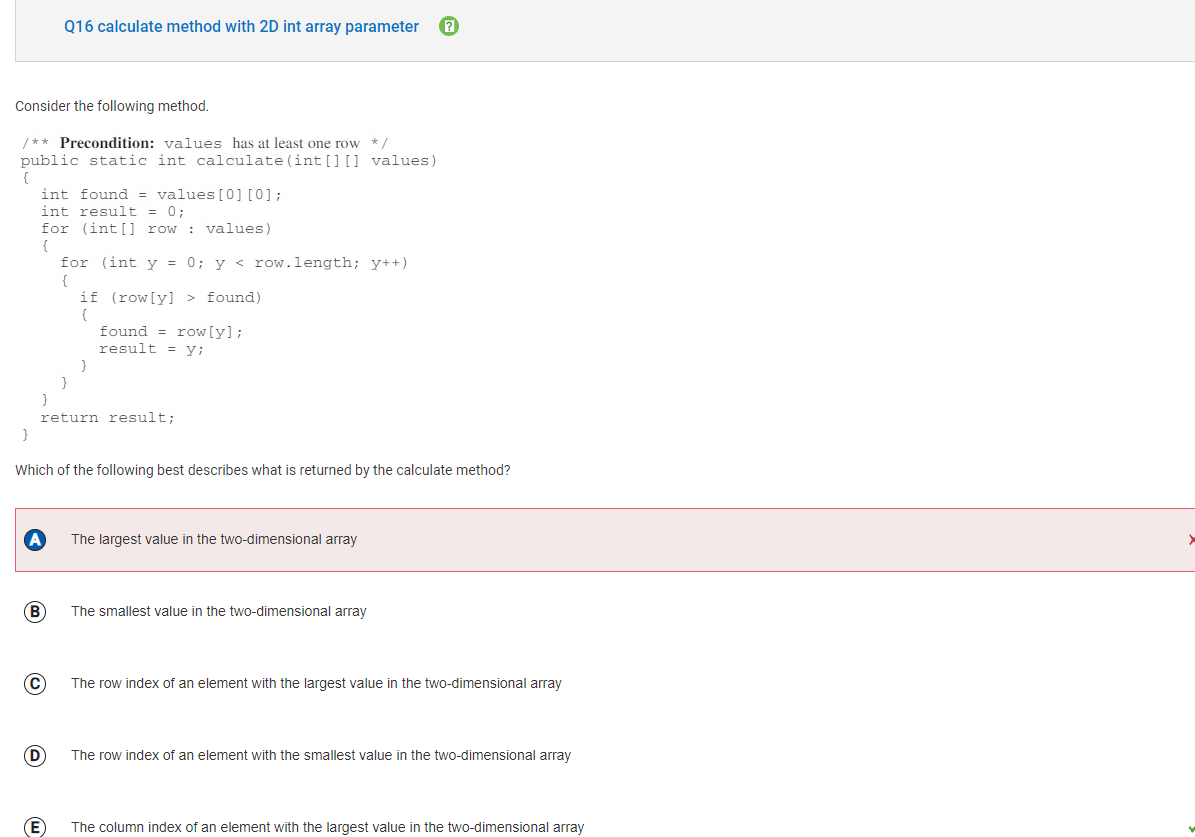 Q16 calculate method with 2D int array parameter ?
Consider the following method.
/** Precondition: values has at least one row */
public static int calculate(int[][] values)
{
int found = values[0][0];
int result = 0;
for (int[] row : values)
{
for (int y = 0; y < row.length; y++)
{
if (row[y] > found)
{
found = row[y];
result = y;
}
}
}
return result;
}
Which of the following best describes what is returned by the calculate method?
A The largest value in the two-dimensional array
B The smallest value in the two-dimensional array
C The row index of an element with the largest value in the two-dimensional array
D The row index of an element with the smallest value in the two-dimensional array
E The column index of an element with the largest value in the two-dimensional array